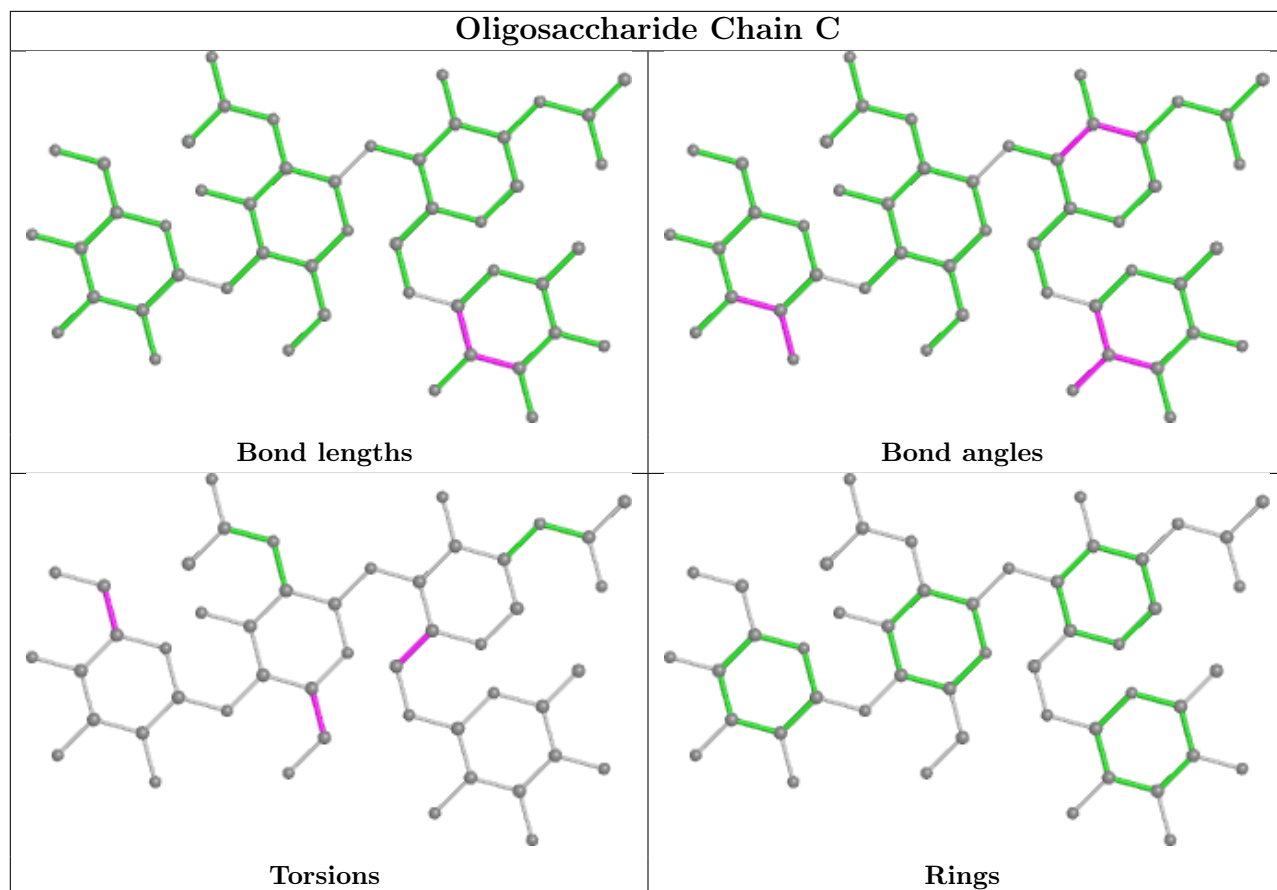 Oligosaccharide Chain C
Bond lengths
Bond angles
Torsions
Rings